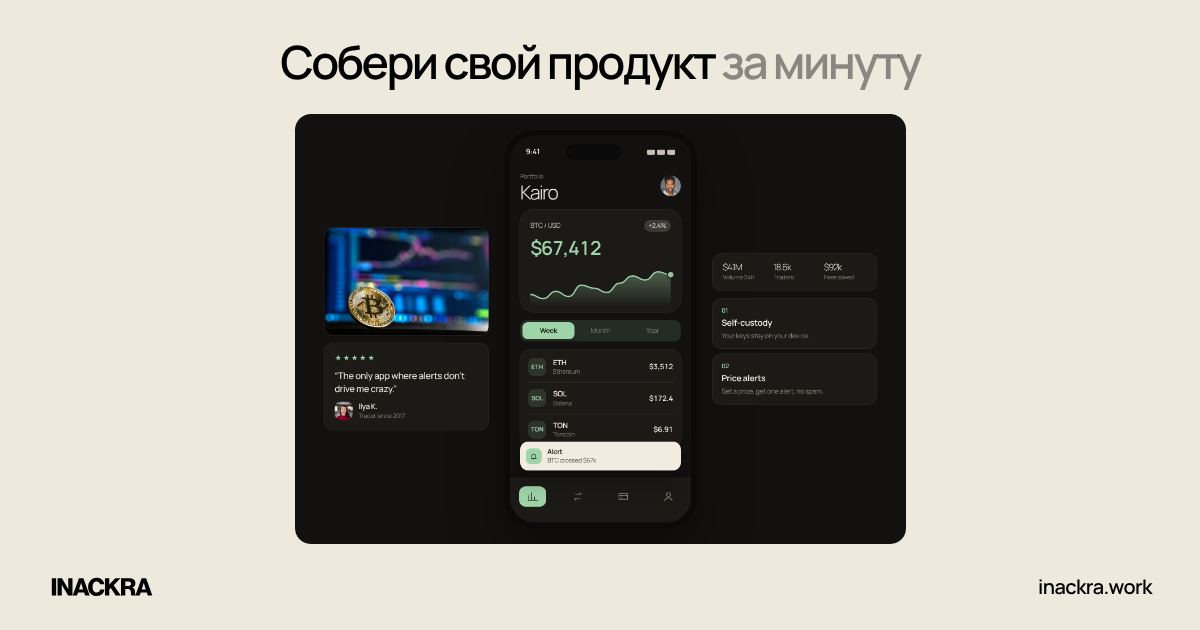 Собери свой продукт за минуту
9:41
Portfolio
Kairo
BTC / USD
+2.4%
$67,412
Week
Month
Year
ETH
ETH
Ethereum
$3,512
SOL
SOL
Solana
$172.4
TON
TON
Toncoin
$6.91
Alert
BTC crossed $67k
★★★★★
“The only app where alerts don’t
drive me crazy.”
Ilya K.
Trader since 2017
$4.1M
Volume 24h
18.6k
Traders
$92k
Fees saved
01
Self-custody
Your keys stay on your device.
02
Price alerts
Set a price, get one alert, no spam.
INACKRA
inackra.work